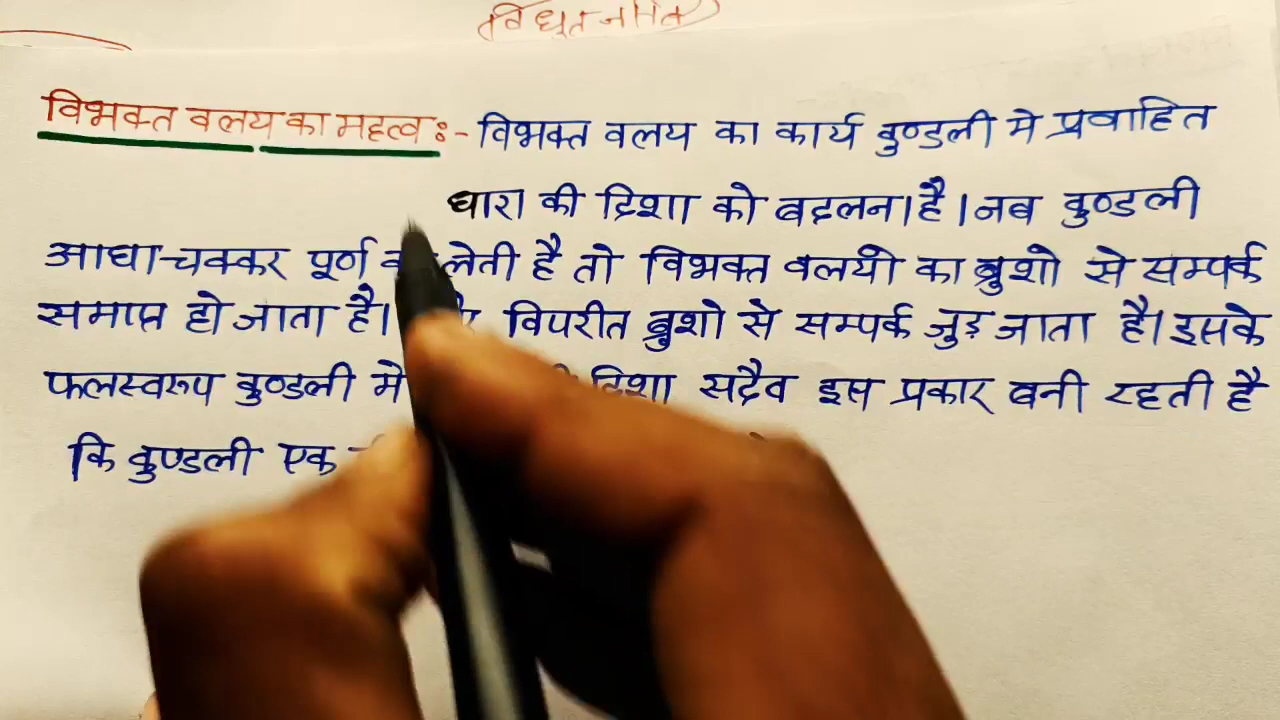 विभक्त वलय का महत्व :- विभक्त वलय का कार्य कुण्डली मे प्रवाहित
धारा की दिशा को बदलना है। जब कुण्डली
आधा चक्कर पूर्ण लेती है तो विभक्त वलयो का ब्रुशो से सम्पर्क
समाप्त हो जाता है। विपरीत ब्रुशो से सम्पर्क जुड़ जाता है। इसके
फलस्वरूप कुण्डली मे दिशा सदैव इस प्रकार बनी रहती है
कि कुण्डली एक